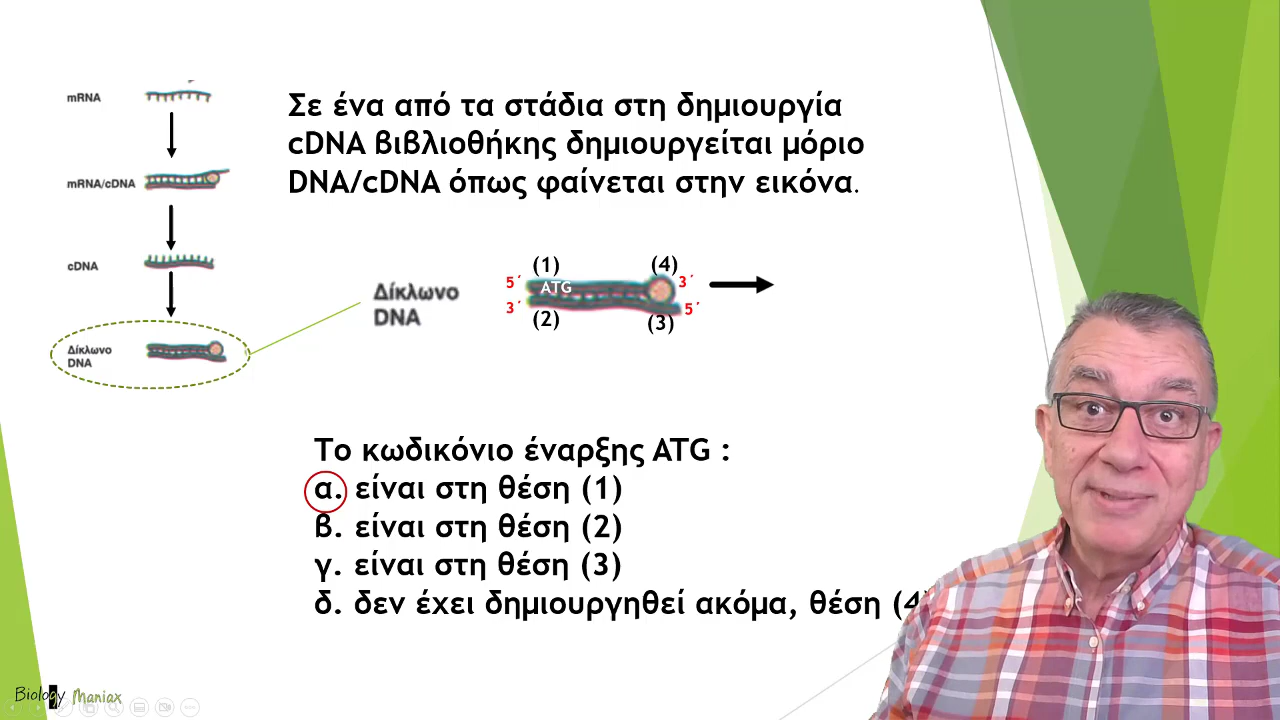 mRNA
mRNA/cDNA
cDNA
Δίκλωνο
DNA
Σε ένα από τα στάδια στη δημιουργία
cDNA βιβλιοθήκης δημιουργείται μόριο
DNA/cDNA όπως φαίνεται στην εικόνα.
(1) (4)
5΄ ATG 3΄
3΄ 5΄
(2) (3)
Δίκλωνο
DNA
Το κωδικόνιο έναρξης ATG :
α. είναι στη θέση (1)
β. είναι στη θέση (2)
γ. είναι στη θέση (3)
δ. δεν έχει δημιουργηθεί ακόμα, θέση (4
Biology Maniax